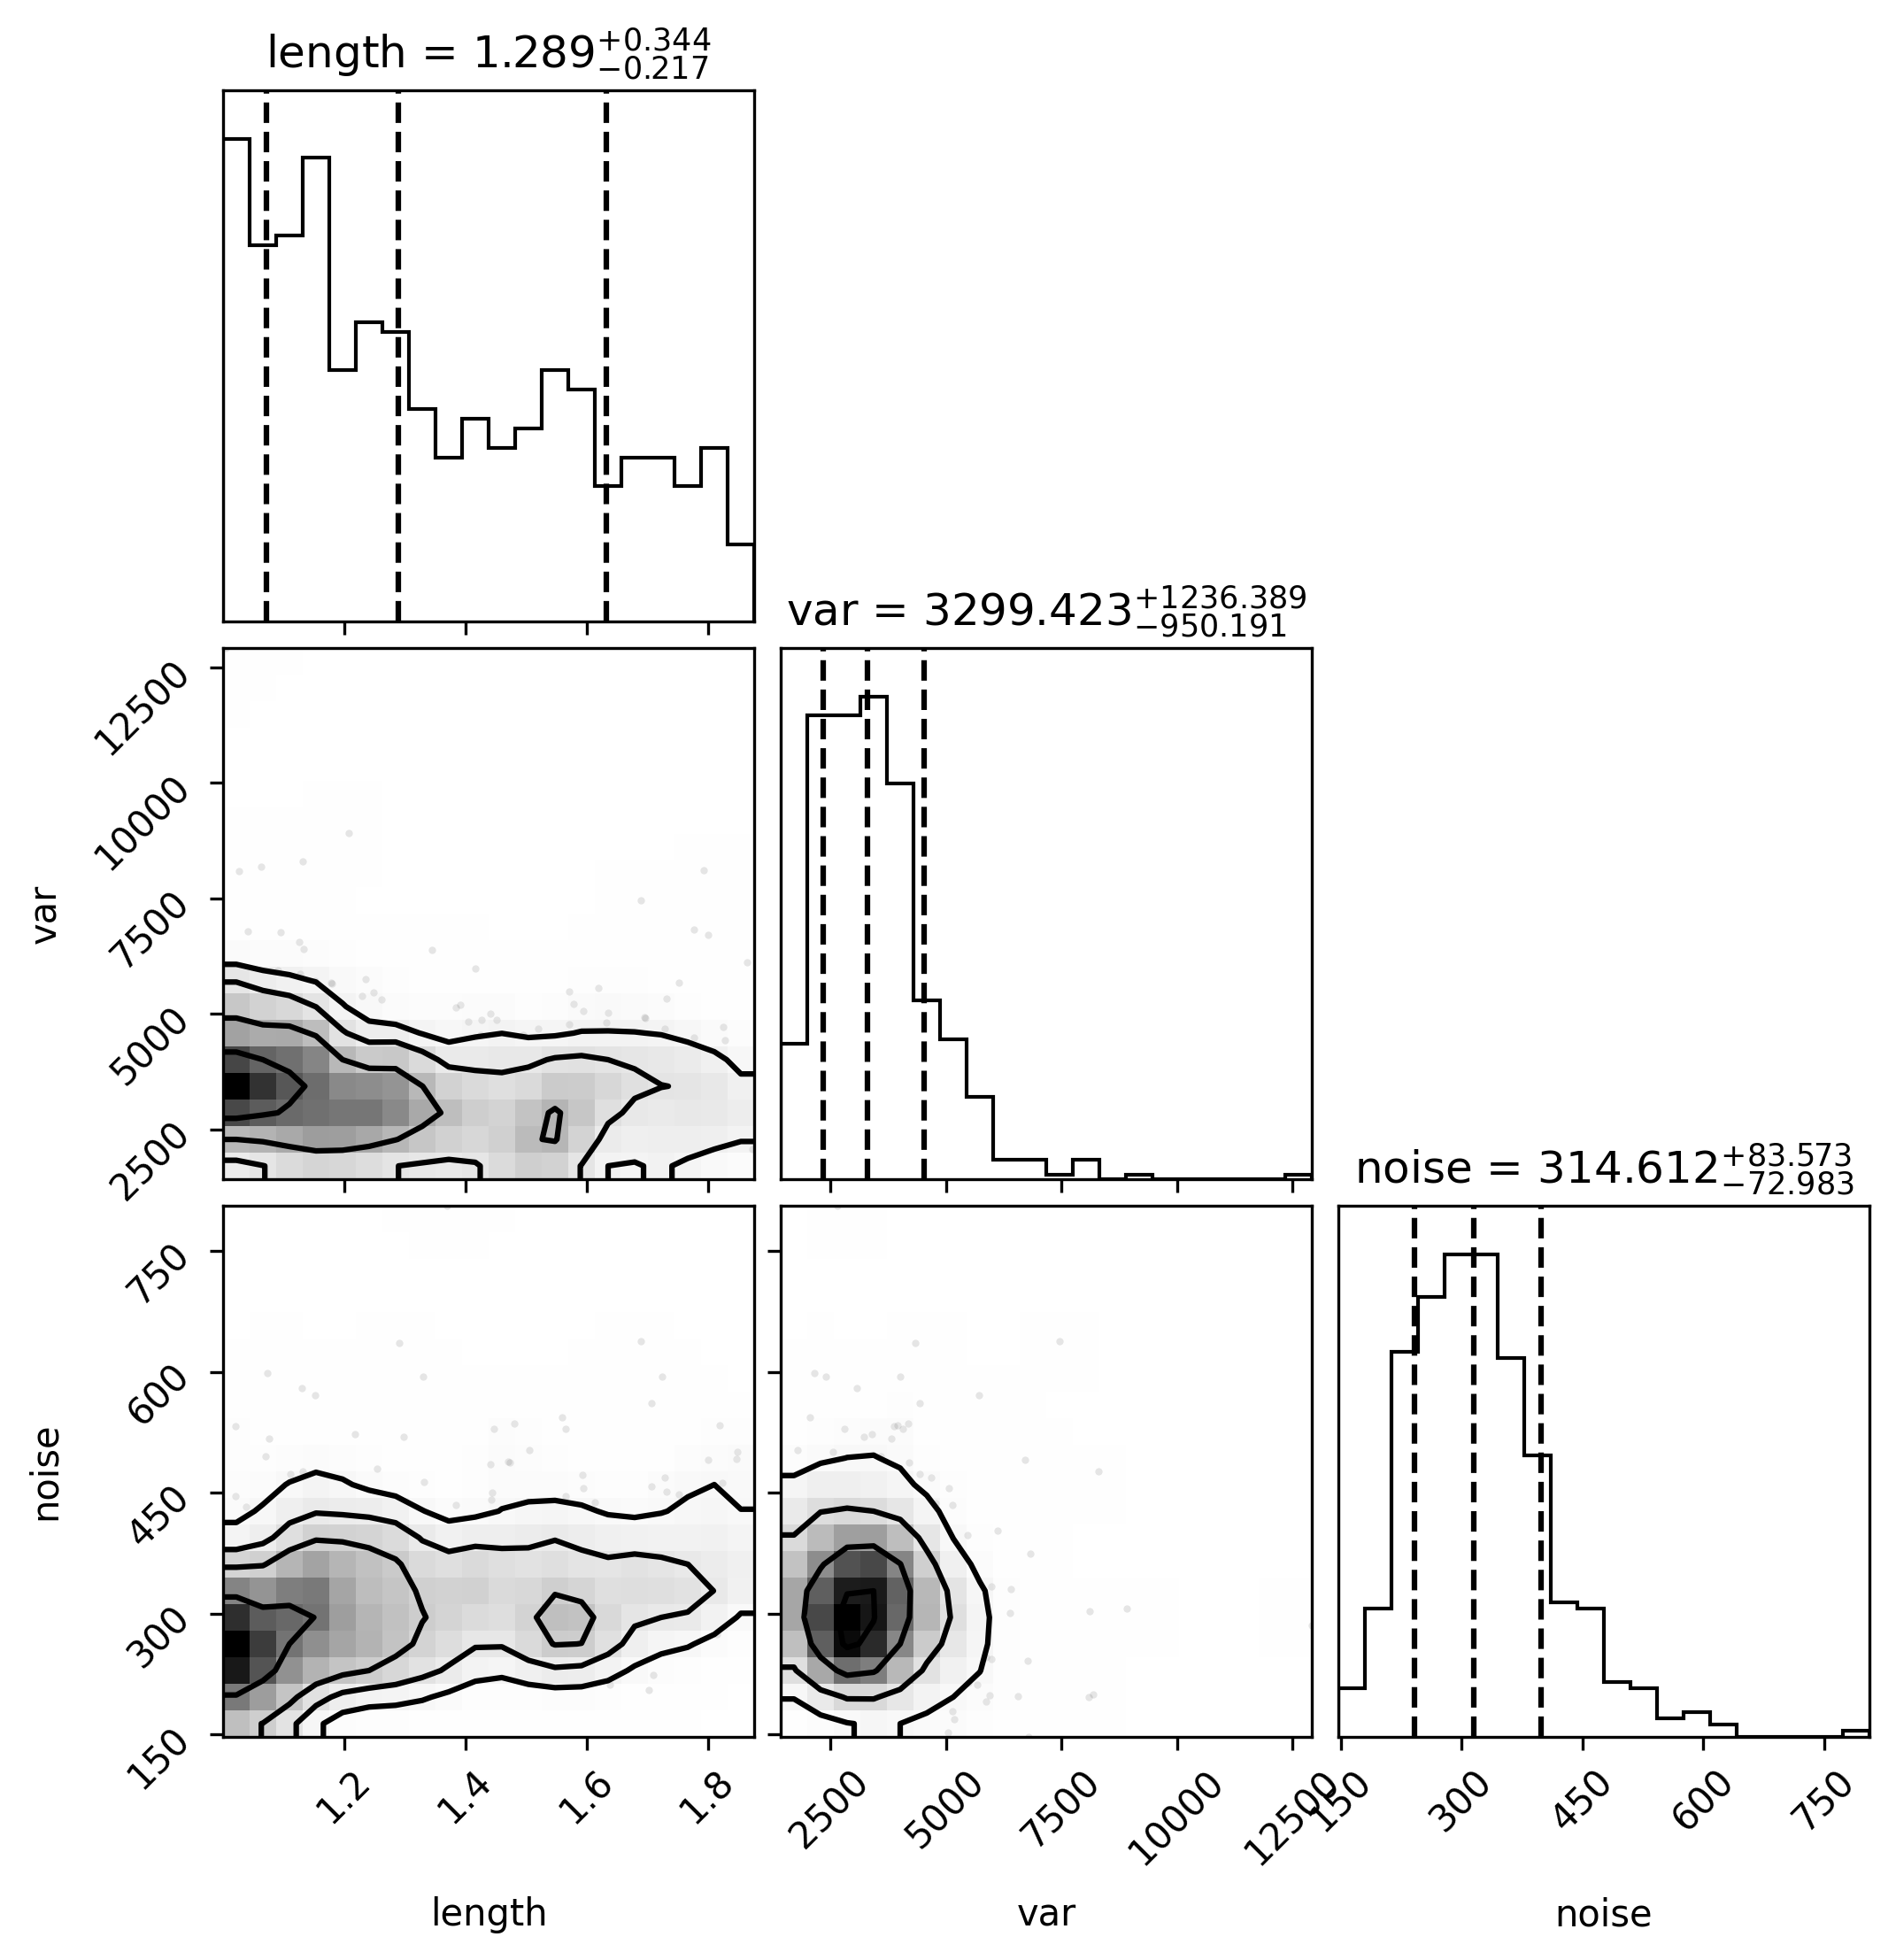 length = 1.289 +0.344 −0.217
var = 3299.423 +1236.389 −950.191
12500
10000
7500
5000
2500
var
noise = 314.612 +83.573 −72.983
750
600
450
300
150
noise
1.2 1.4 1.6 1.8 2500 5000 7500 10000 12500 150 300 450 600 750
length var noise